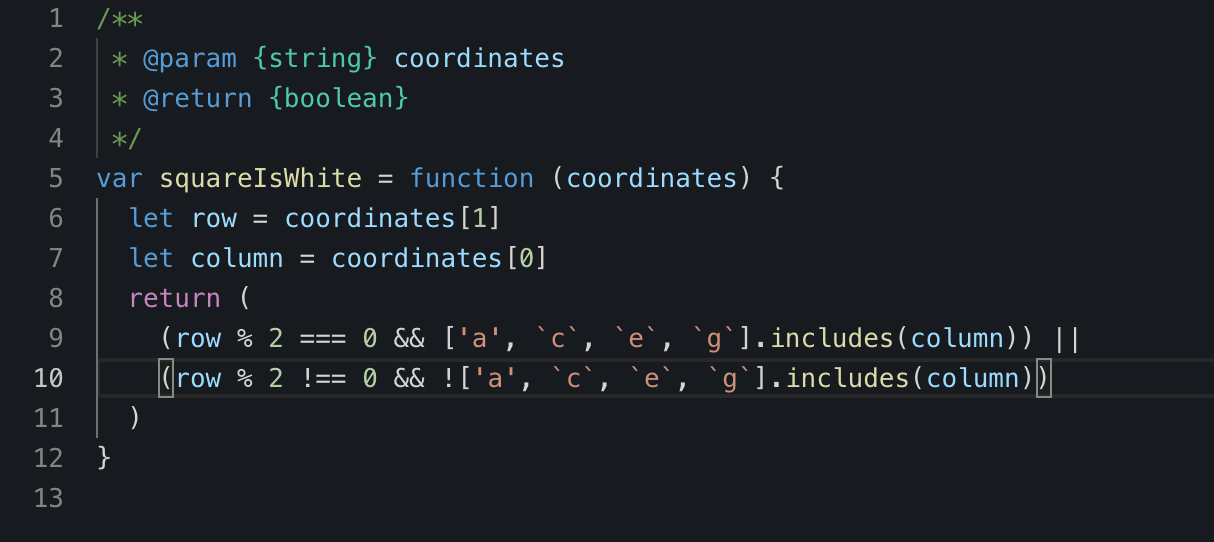 1 /**
2  * @param {string} coordinates
3  * @return {boolean}
4  */
5 var squareIsWhite = function (coordinates) {
6   let row = coordinates[1]
7   let column = coordinates[0]
8   return (
9     (row % 2 === 0 && ['a', `c`, `e`, `g`].includes(column)) ||
10     (row % 2 !== 0 && !['a', `c`, `e`, `g`].includes(column))
11   )
12 }
13